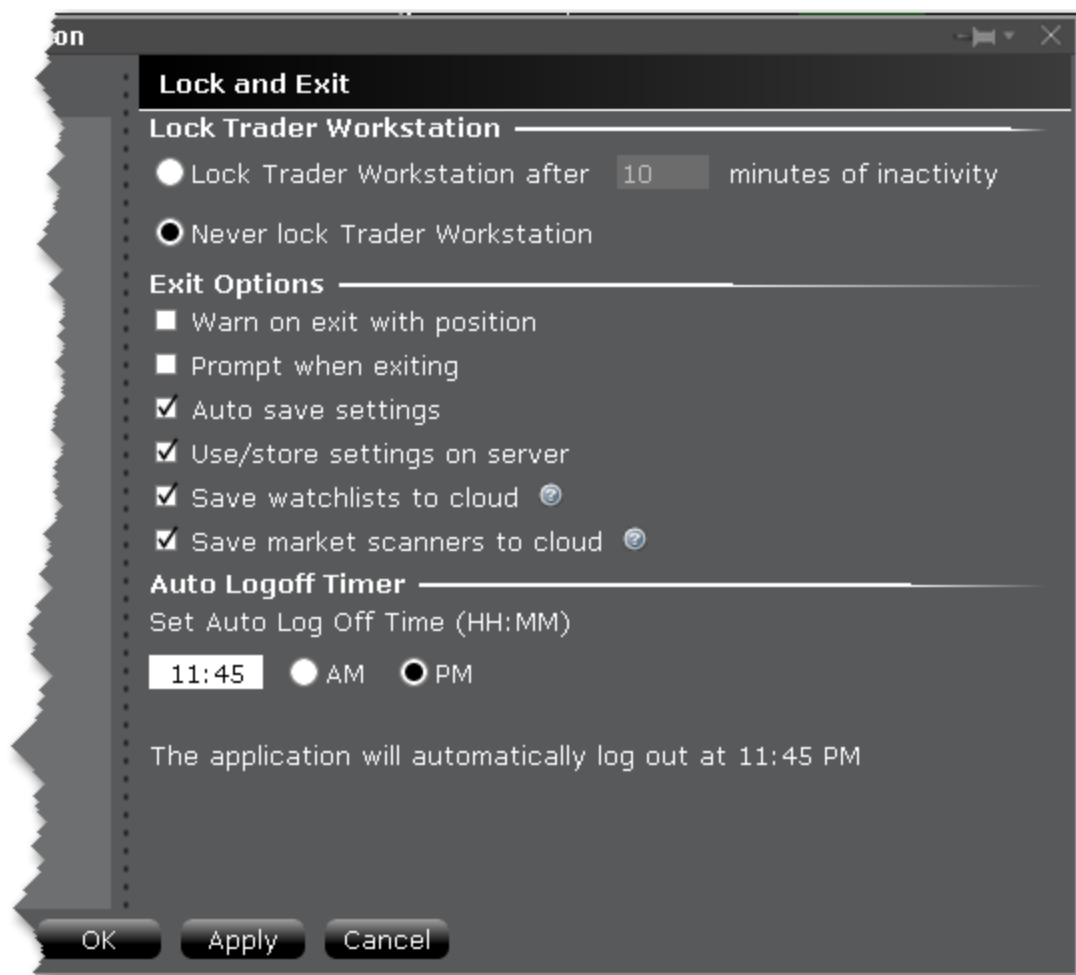 on
Lock and Exit
Lock Trader Workstation
Lock Trader Workstation after 10 minutes of inactivity
Never lock Trader Workstation
Exit Options
Warn on exit with position
Prompt when exiting
Auto save settings
Use/store settings on server
Save watchlists to cloud ?
Save market scanners to cloud ?
Auto Logoff Timer
Set Auto Log Off Time (HH:MM)
11:45 AM PM
The application will automatically log out at 11:45 PM
OK Apply Cancel